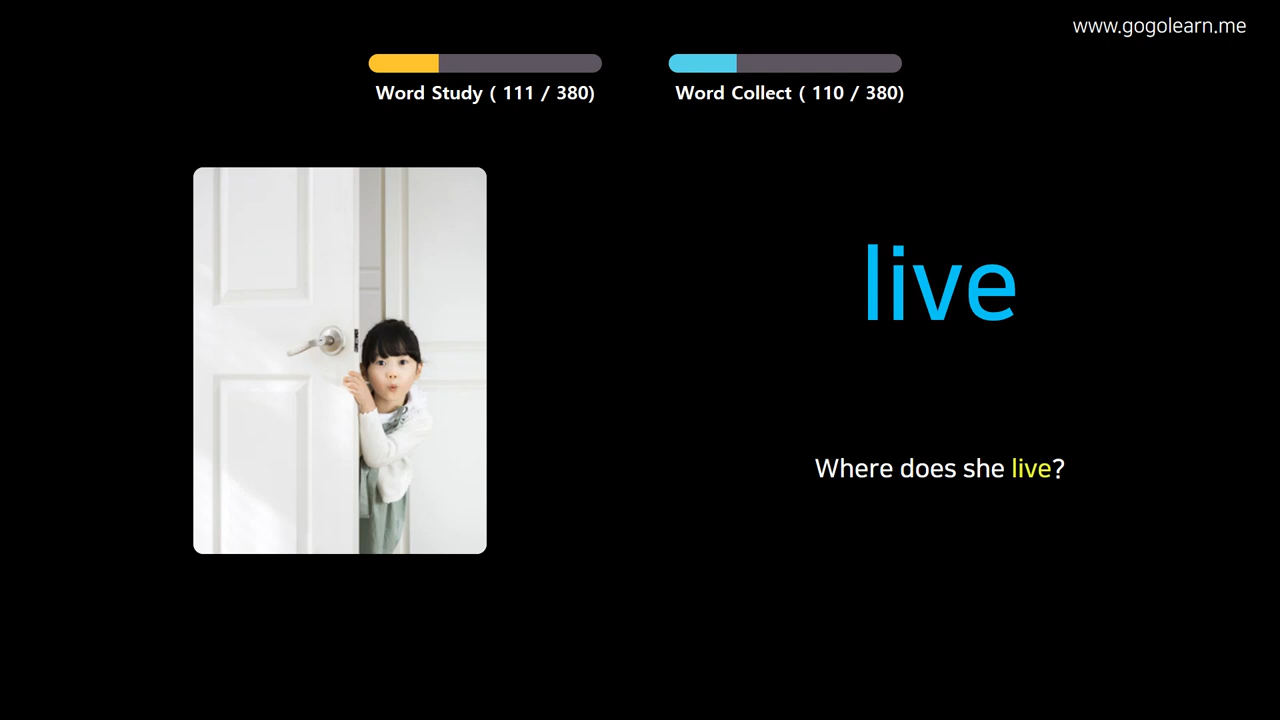 www.gogolearn.me
Word Study ( 111 / 380)
Word Collect ( 110 / 380)
live
Where does she live?